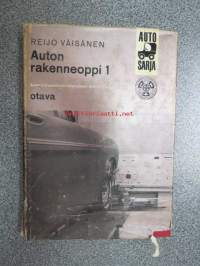 REIJO VÄISÄNEN
Auton
rakenneoppi 1
otava
AUTO
SARJA